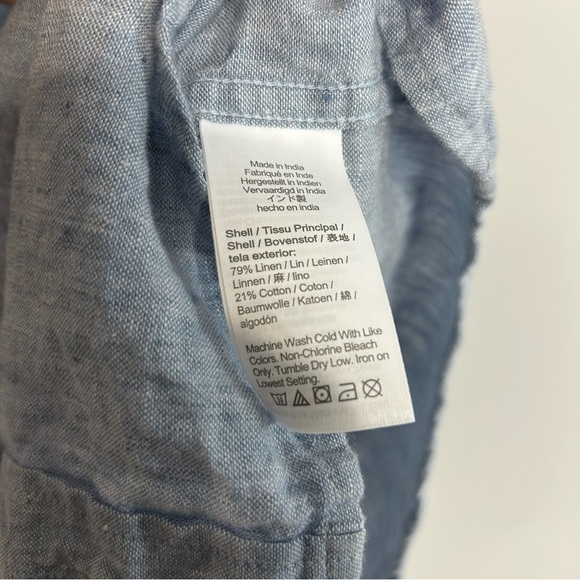 Made in India
Fabriqué en Inde
Hergestellt in Indien
Vervaardigd in India
インド製
hecho en india
Shell / Tissu Principal /
Shell / Bovenstof / 表地 /
tela exterior:
79% Linen / Lin / Leinen /
Linnen / 麻 / lino
21% Cotton / Coton /
Baumwolle / Katoen / 綿 /
algodón
Machine Wash Cold With Like
Colors. Non-Chlorine Bleach
Only. Tumble Dry Low. Iron on
Lowest Setting.